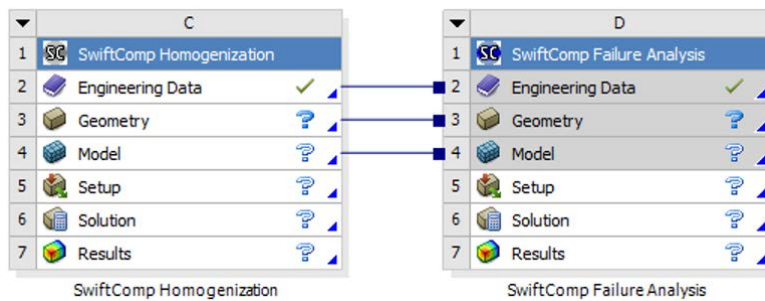 C
1 SC SwiftComp Homogenization
2 Engineering Data
3 Geometry ?
4 Model ?
5 Setup ?
6 Solution ?
7 Results ?
SwiftComp Homogenization
D
1 SC SwiftComp Failure Analysis
2 Engineering Data
3 Geometry ?
4 Model ?
5 Setup ?
6 Solution ?
7 Results ?
SwiftComp Failure Analysis